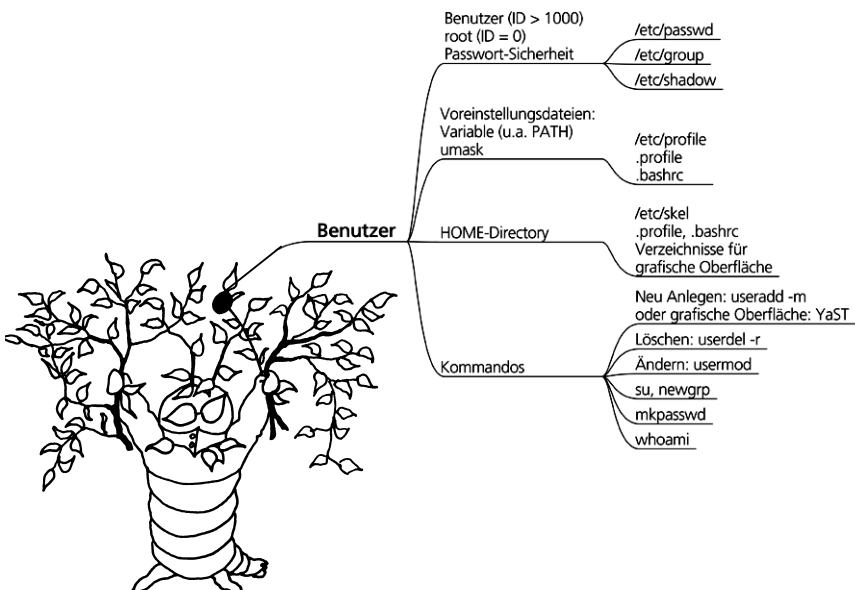 Benutzer
Benutzer (ID > 1000)
root (ID = 0)
Passwort-Sicherheit
/etc/passwd
/etc/group
/etc/shadow
Voreinstellungsdateien:
Variable (u.a. PATH)
umask
/etc/profile
.profile
.bashrc
HOME-Directory
/etc/skel
.profile, .bashrc
Verzeichnisse für
grafische Oberfläche
Kommandos
Neu Anlegen: useradd -m
oder grafische Oberfläche: YaST
Löschen: userdel -r
Ändern: usermod
su, newgrp
mkpasswd
whoami